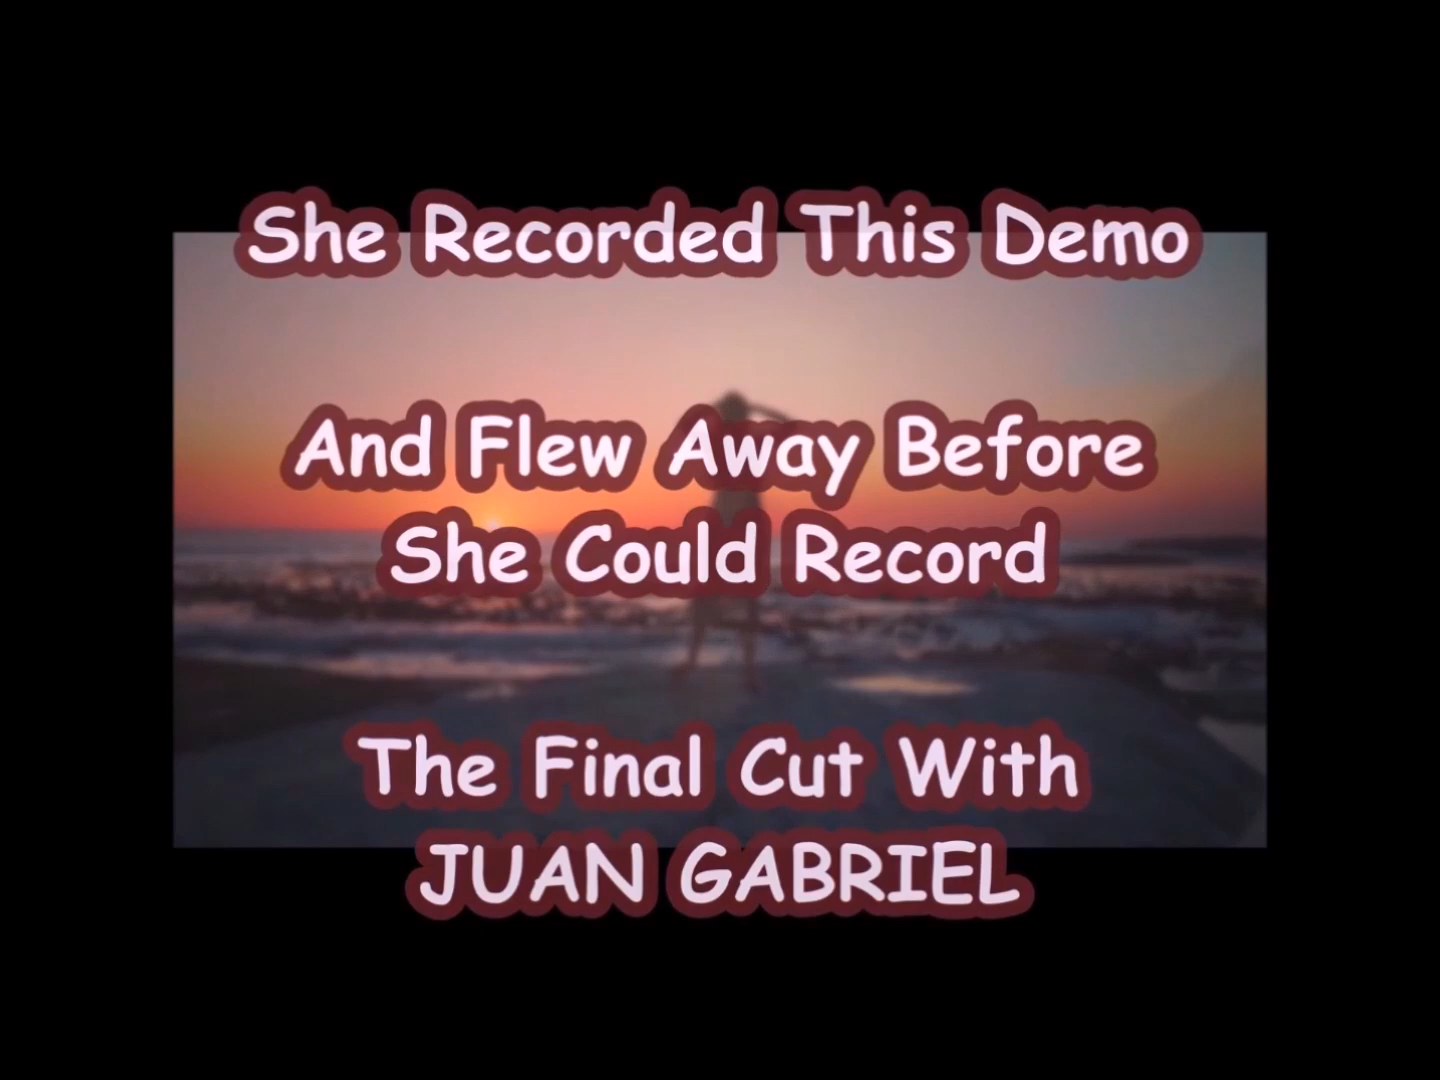 She Recorded This Demo
And Flew Away Before
She Could Record
The Final Cut With
JUAN GABRIEL